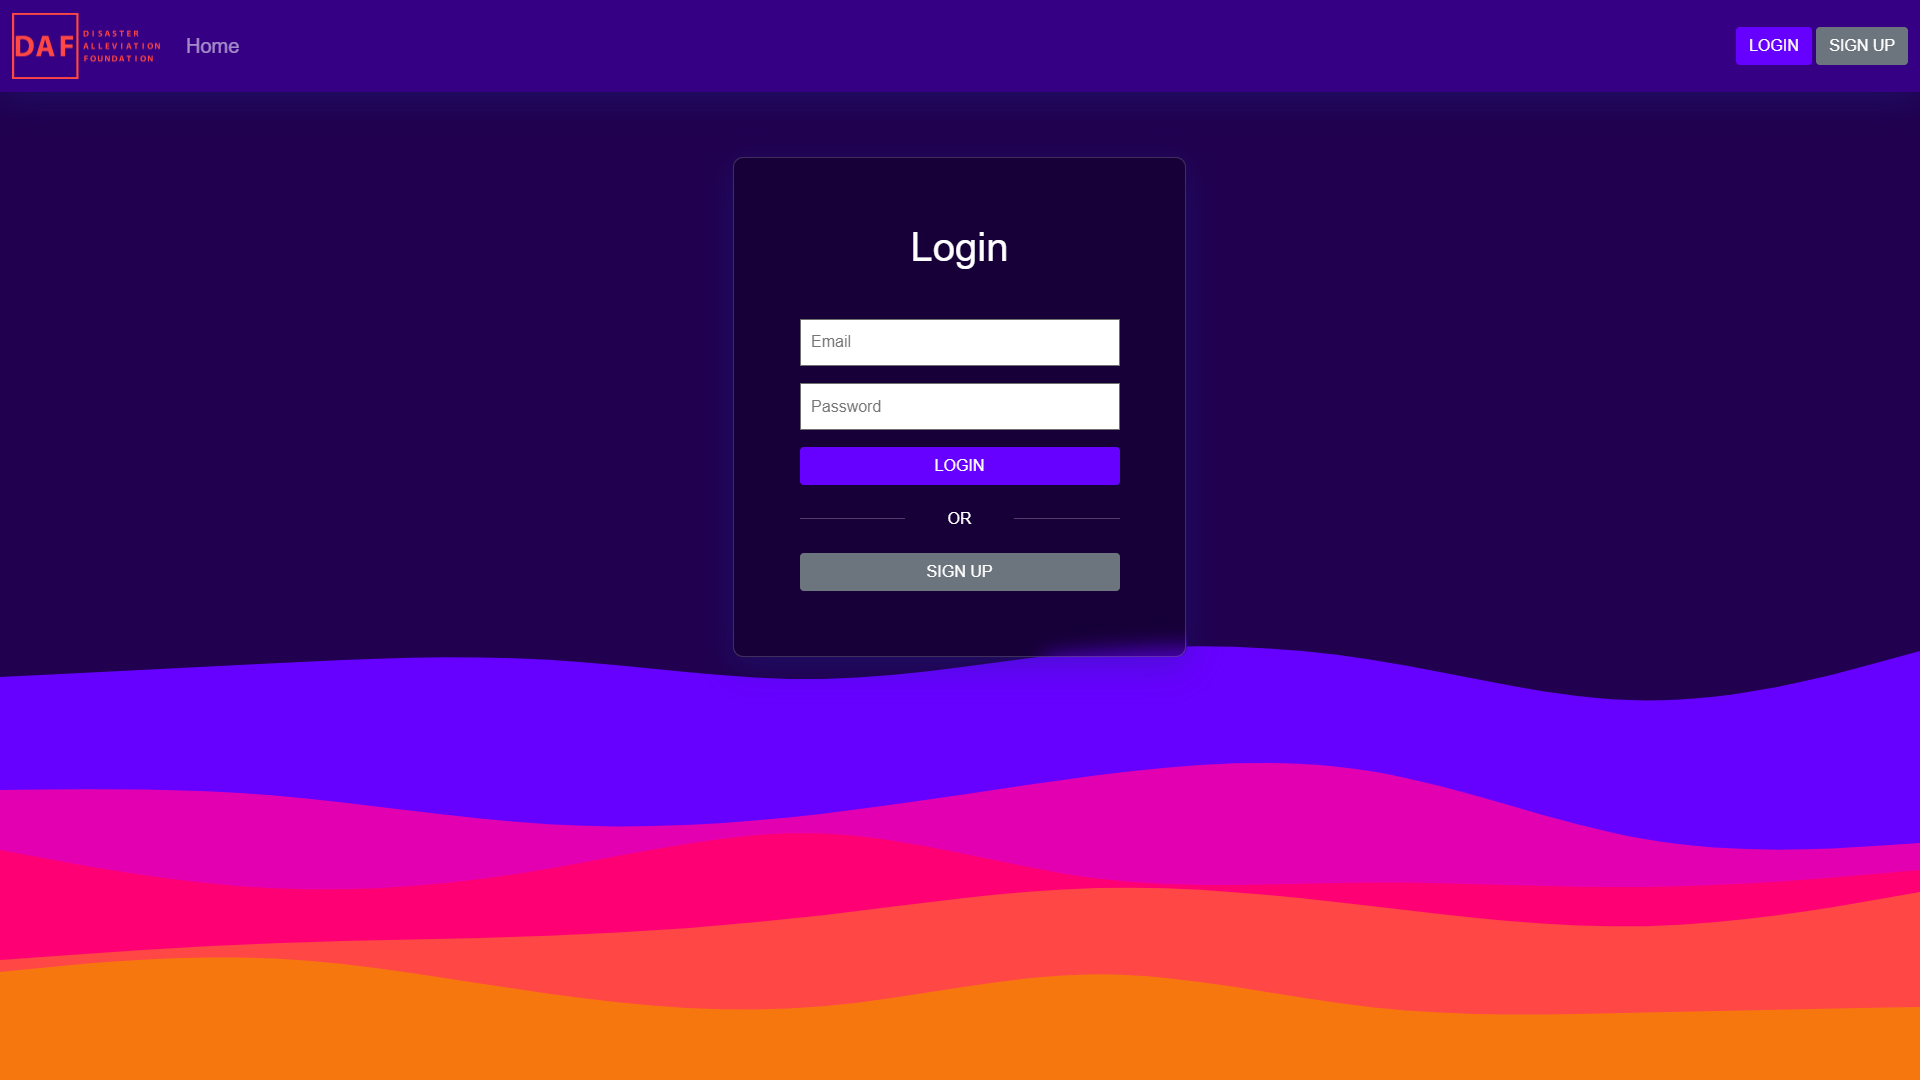 DAF
DISASTER
ALLEVIATION
FOUNDATION
Home
LOGIN
SIGN UP
Login
Email
Password
LOGIN
OR
SIGN UP